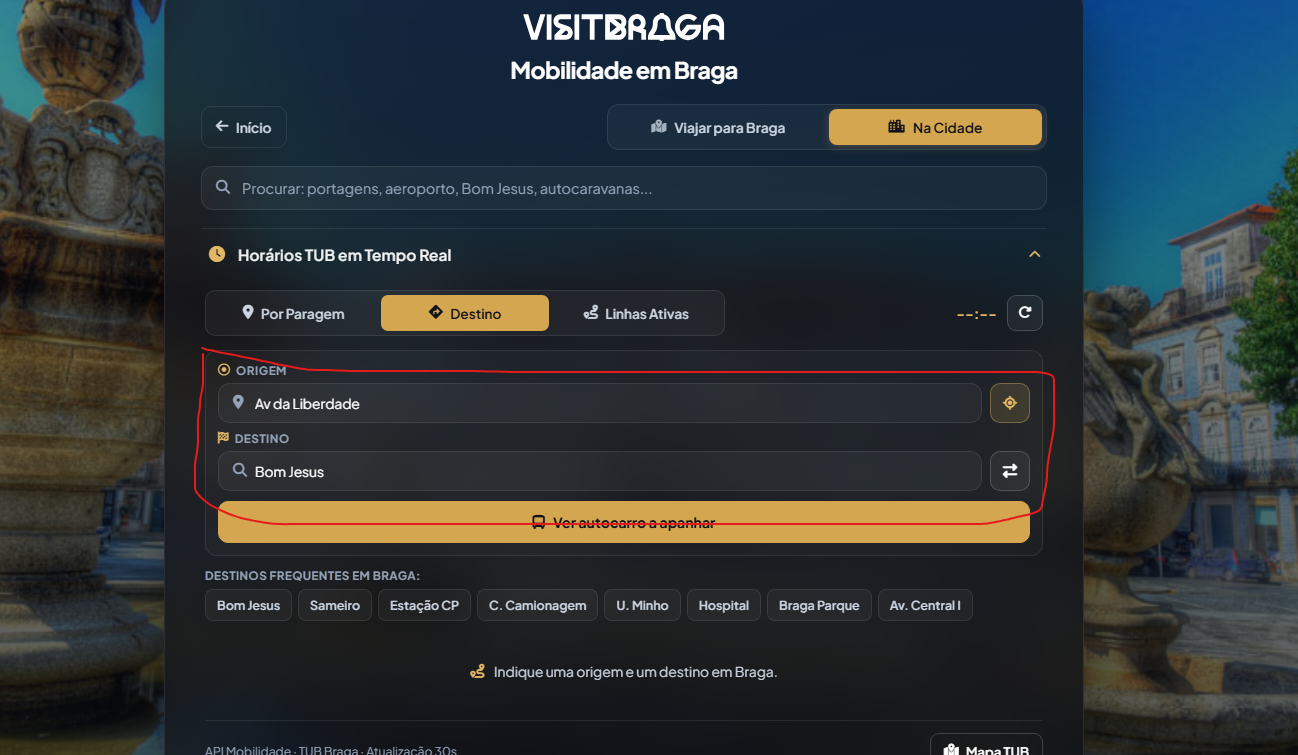 VISITBRAGA
Mobilidade em Braga
Início
Viajar para Braga
Na Cidade
Procurar: portagens, aeroporto, Bom Jesus, autocaravanas...
Horários TUB em Tempo Real
Por Paragem
Destino
Linhas Ativas
--:--
ORIGEM
Av da Liberdade
DESTINO
Bom Jesus
Ver autocarro a apanhar
DESTINOS FREQUENTES EM BRAGA:
Bom Jesus
Sameiro
Estação CP
C. Camionagem
U. Minho
Hospital
Braga Parque
Av. Central I
Indique uma origem e um destino em Braga.
API Mobilidade · TUB Braga · Atualização 30s
Mapa TUB